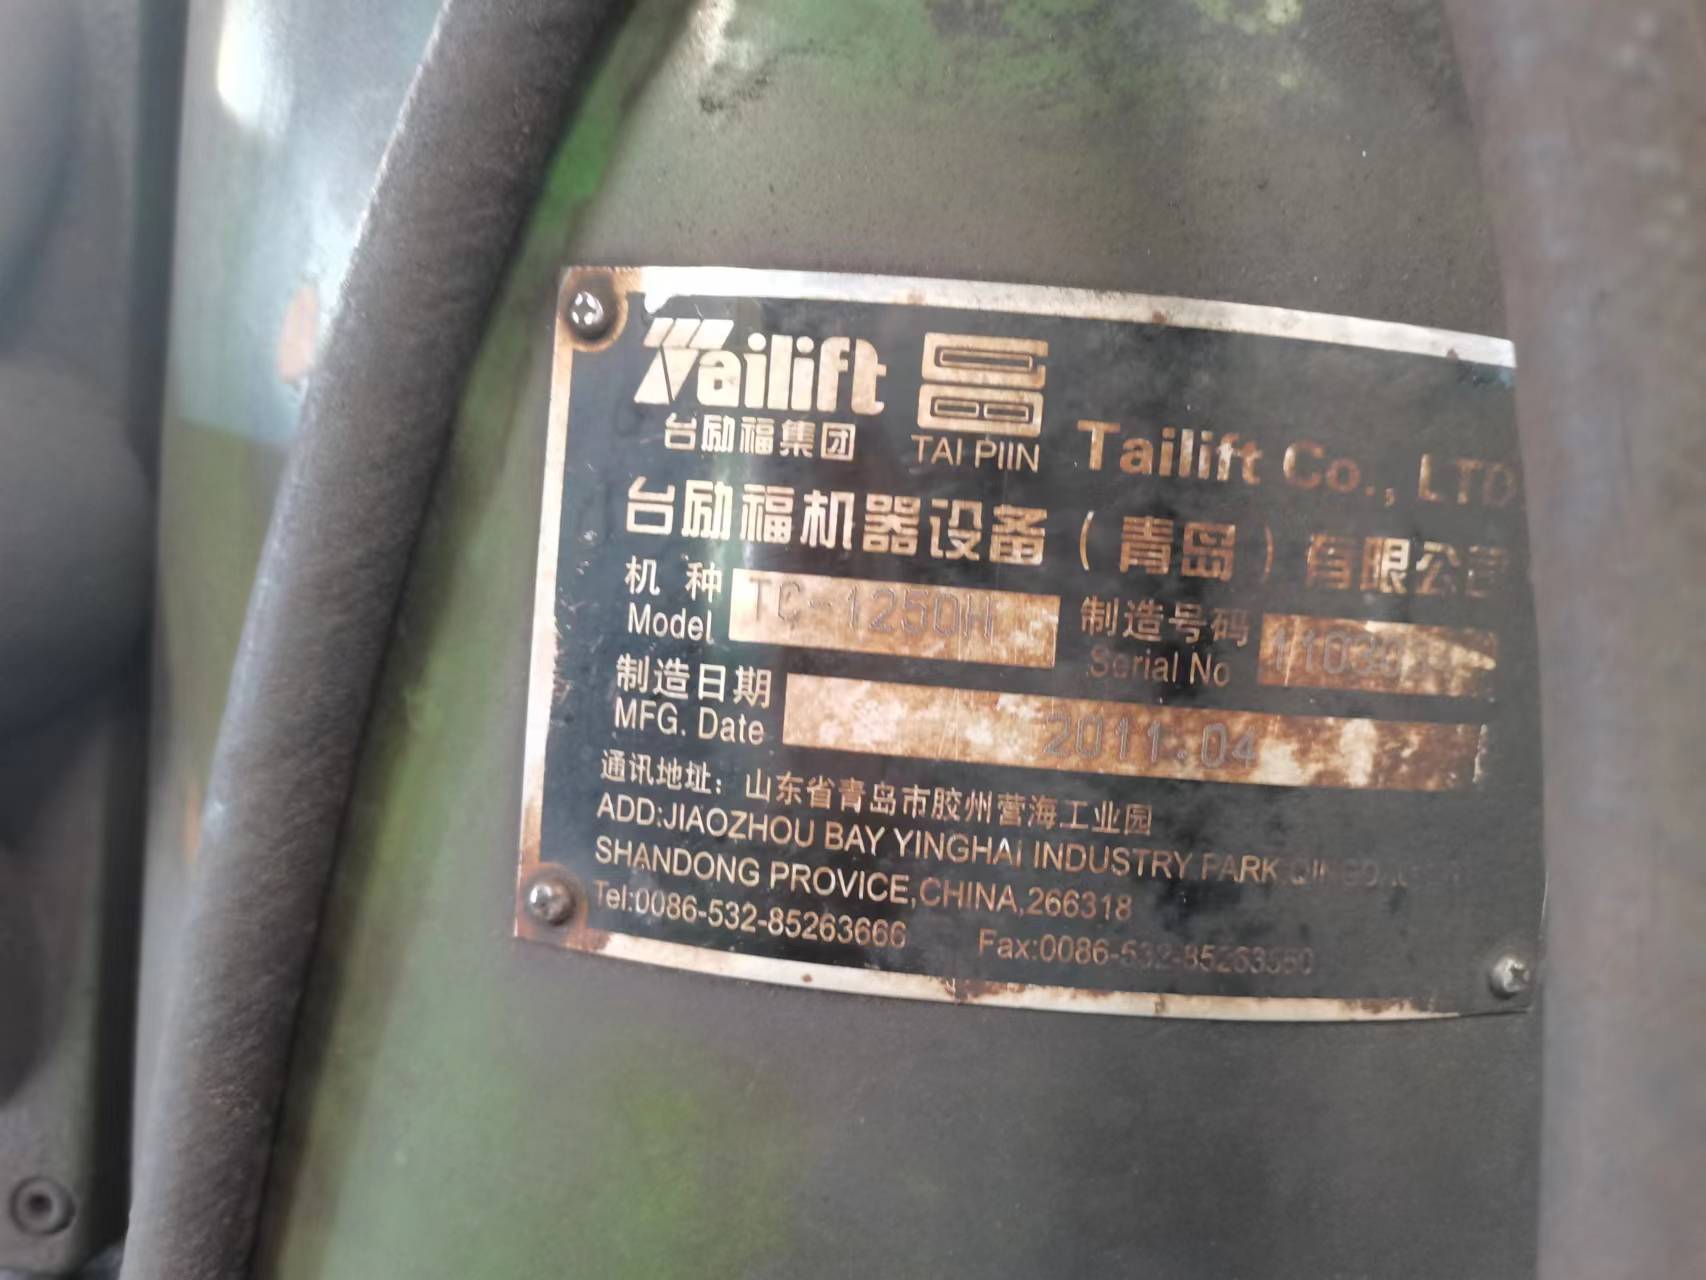 Tailift
台励福集团
TAI PIIN
Tailift Co., LTD
台励福机器设备（青岛）有限公司
机 种
Model TC-1250H
制造号码
Serial No
制造日期
MFG. Date 2011.04
通讯地址：山东省青岛市胶州营海工业园
ADD:JIAOZHOU BAY YINGHAI INDUSTRY PARK
SHANDONG PROVICE,CHINA,266318
Tel:0086-532-85263666 Fax:0086-532-85263550